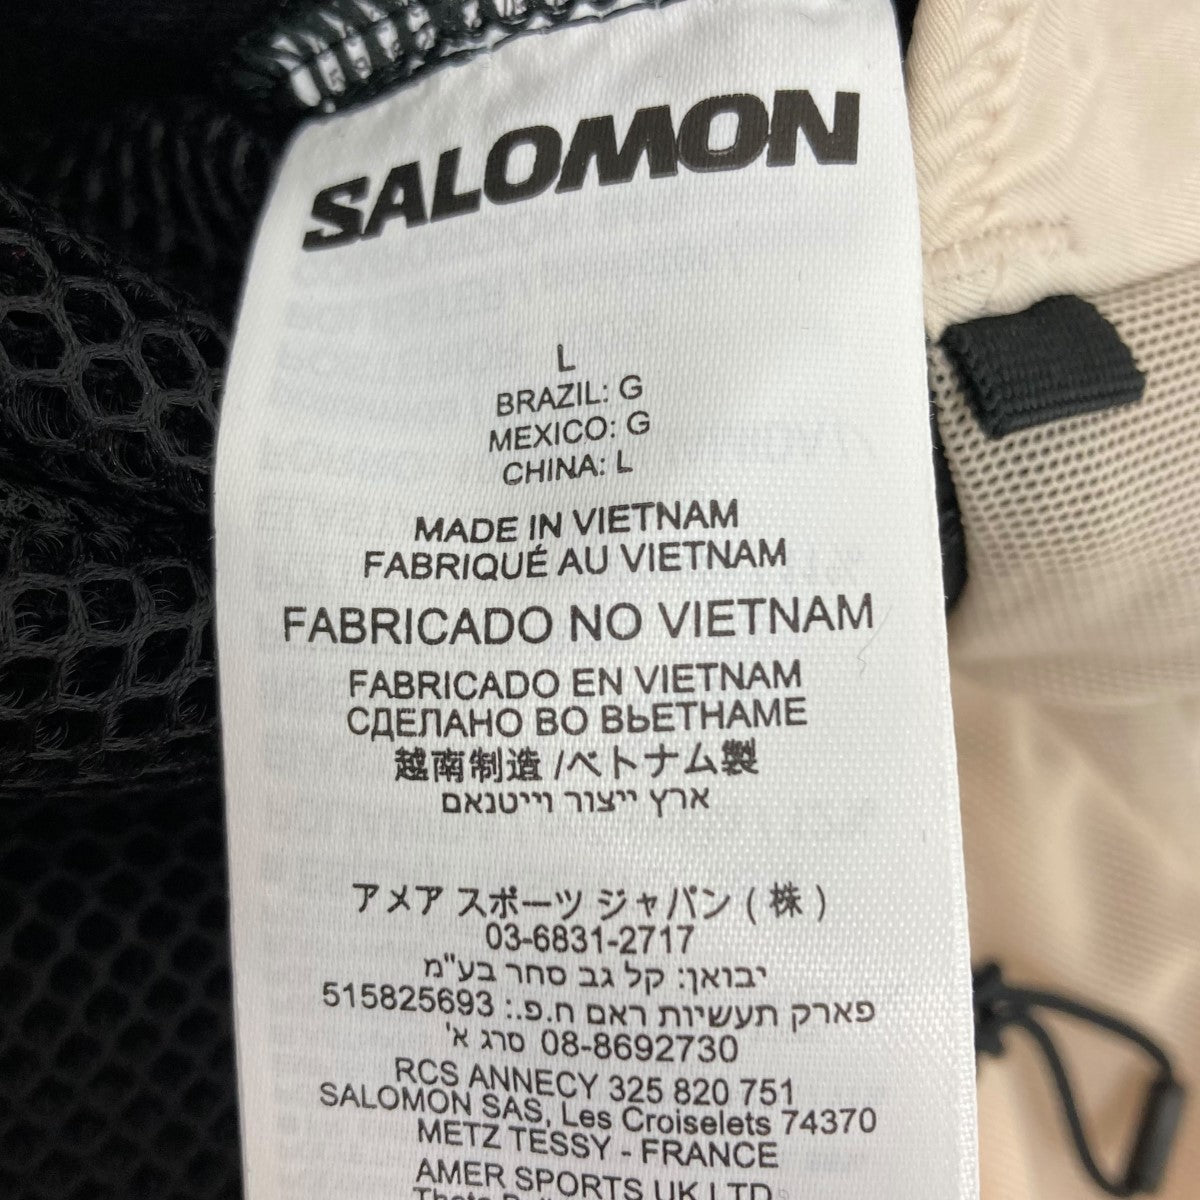 SALOMON
L
BRAZIL: G
MEXICO: G
CHINA: L
MADE IN VIETNAM
FABRIQUÉ AU VIETNAM
FABRICADO NO VIETNAM
FABRICADO EN VIETNAM
СДЕЛАНО ВО ВЬЕТНАМЕ
越南制造 /ベトナム製
ארץ ייצור וייטנאם
アメア スポーツ ジャパン ( 株 )
03-6831-2717
יבואן: קל גב סחר בע"מ
פארק תעשיות ראם ח.פ.: 515825693
08-8692730 סרג א'
RCS ANNECY 325 820 751
SALOMON SAS, Les Croiselets 74370
METZ TESSY - FRANCE
AMER SPORTS UK LTD